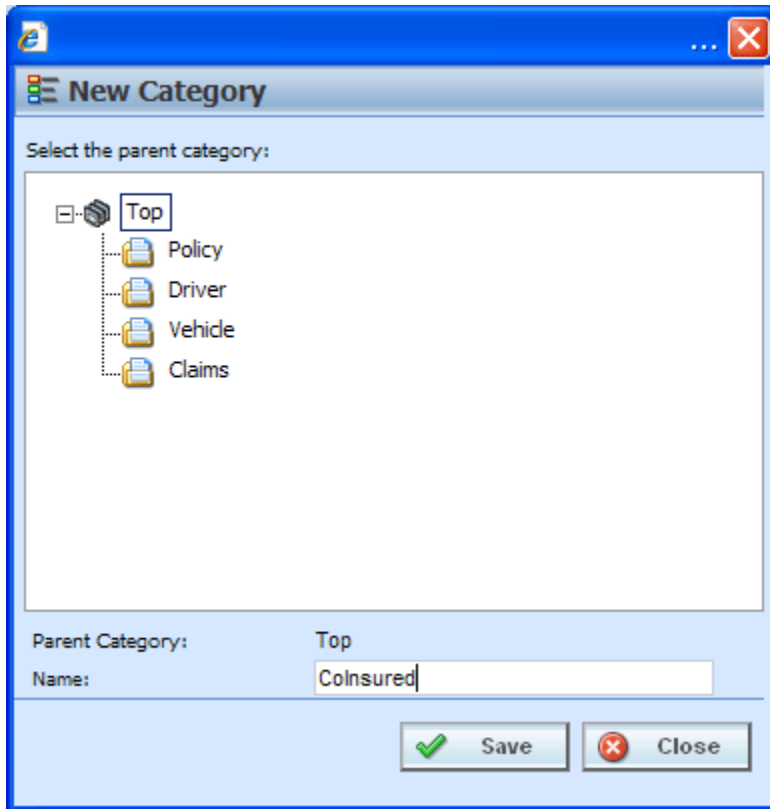 ...
New Category
Select the parent category:
Top
Policy
Driver
Vehicle
Claims
Parent Category: Top
Name: CoInsured
Save Close